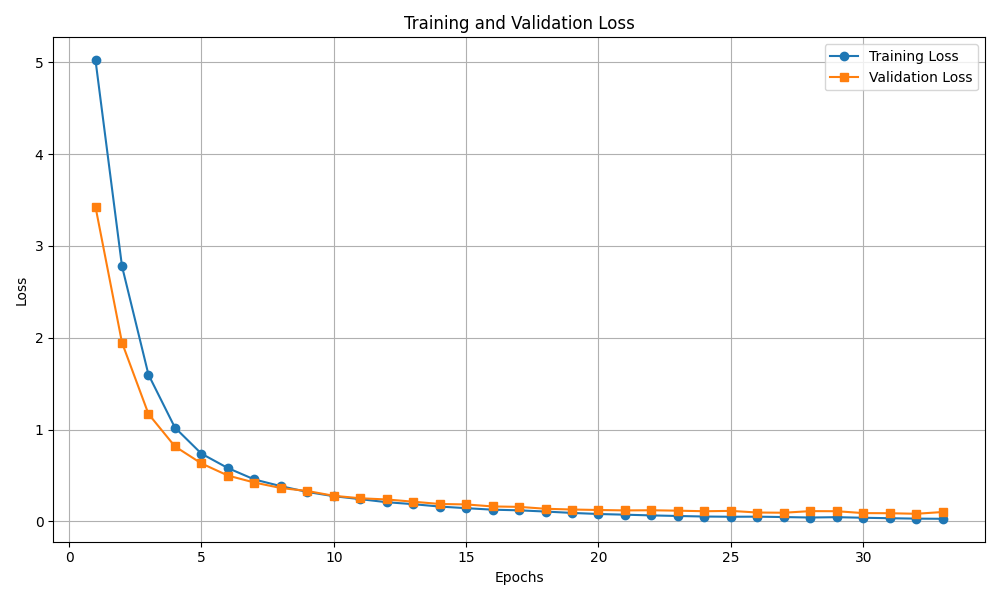 Training and Validation Loss
Training Loss
Validation Loss
5
4
3
2
1
0
Loss
0 5 10 15 20 25 30
Epochs